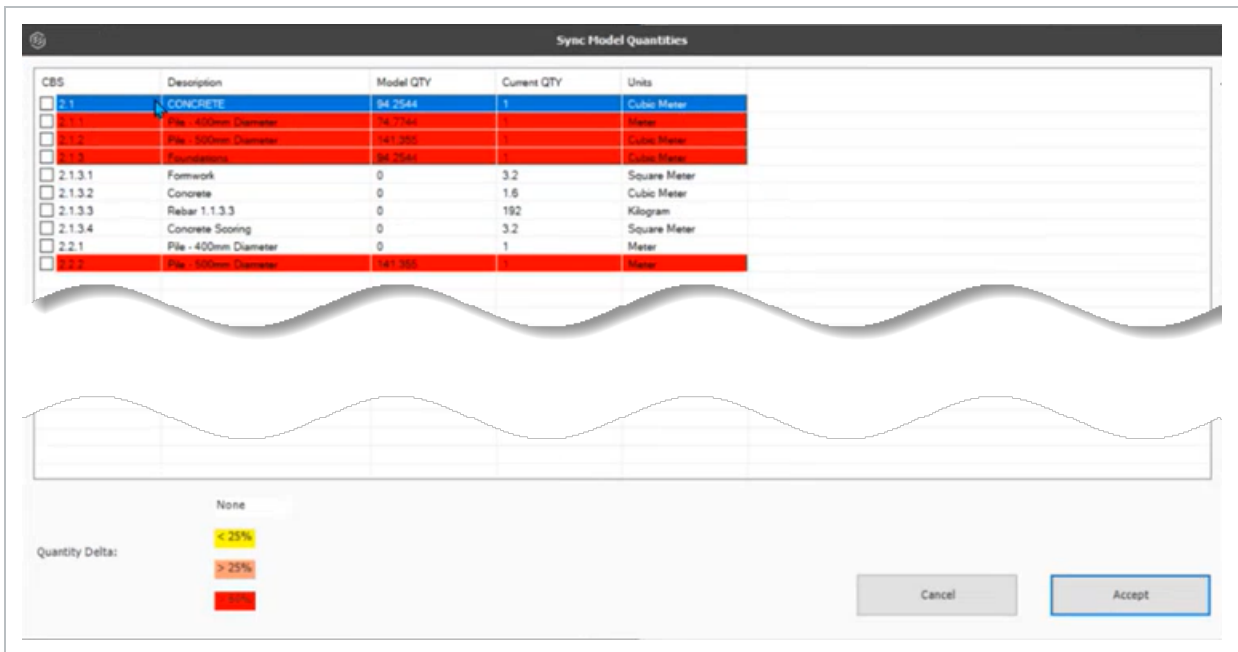 Sync Model Quantities
CBS Description Model QTY Current QTY Units
2.1 CONCRETE 94.2544 1 Cubic Meter
2.1.1 Pile - 400mm Diameter 74.7744 1 Meter
2.1.2 Pile - 500mm Diameter 141.355 1 Cubic Meter
2.1.3 Foundations 94.2544 1 Cubic Meter
2.1.3.1 Formwork 0 3.2 Square Meter
2.1.3.2 Concrete 0 1.6 Cubic Meter
2.1.3.3 Rebar 1.1.3.3 0 192 Kilogram
2.1.3.4 Concrete Scoring 0 3.2 Square Meter
2.2.1 Pile - 400mm Diameter 0 1 Meter
2.2.2 Pile - 500mm Diameter 141.355 1 Meter
None
< 25%
Quantity Delta:
> 25%
Cancel Accept